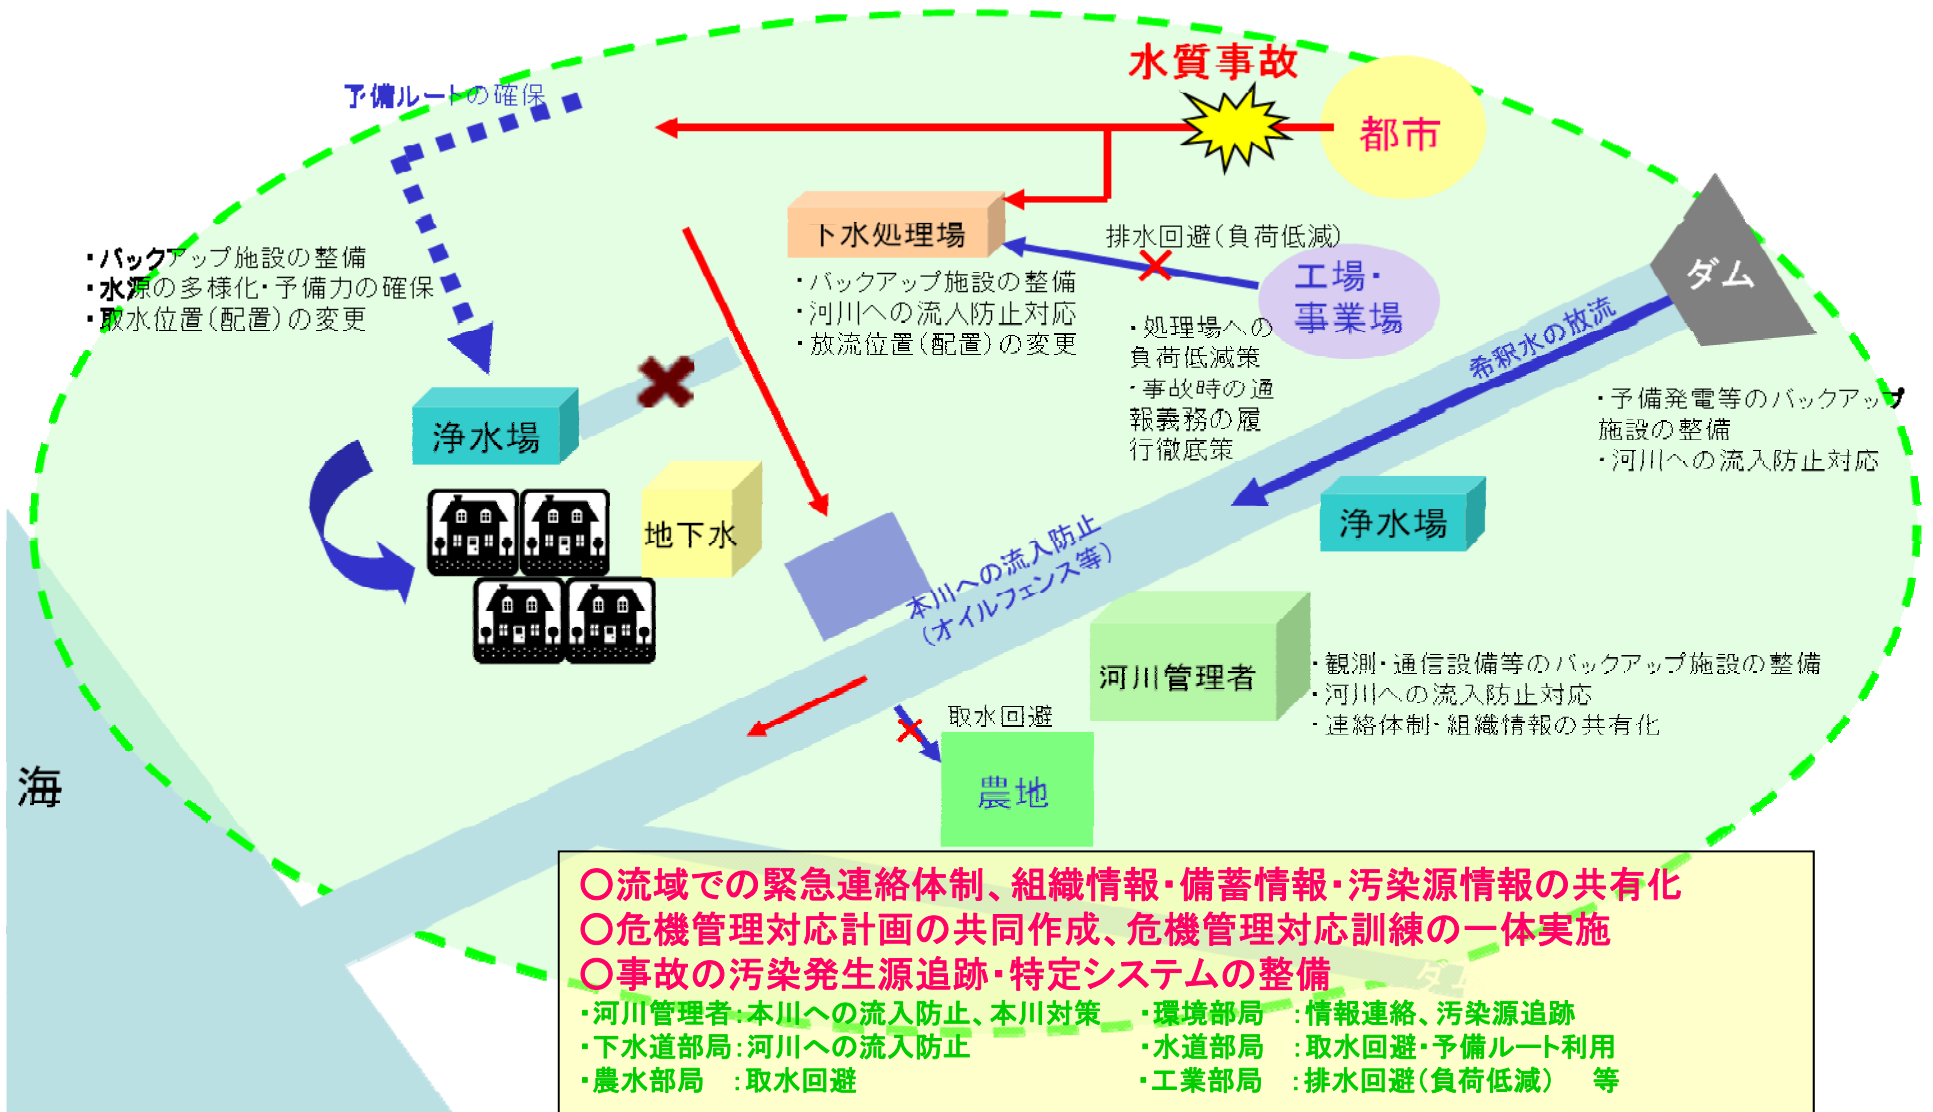 水質事故
予備ルートの確保
都市
・バックアップ施設の整備
・水源の多様化・予備力の確保
・取水位置(配置)の変更
下水処理場
・バックアップ施設の整備
・河川への流入防止対応
・放流位置(配置)の変更
排水回避(負荷低減)
工場・
事業場
・処理場への
負荷低減策
・事故時の通
報義務の履
行徹底策
ダム
希釈水の放流
・予備発電等のバックアップ
施設の整備
・河川への流入防止対応
浄水場
浄水場
地下水
本川への流入防止
(オイルフェンス等)
河川管理者
・観測・通信設備等のバックアップ施設の整備
・河川への流入防止対応
・連絡体制・組織情報の共有化
取水回避
農地
海
〇流域での緊急連絡体制、組織情報・備蓄情報・汚染源情報の共有化
〇危機管理対応計画の共同作成、危機管理対応訓練の一体実施
〇事故の汚染発生源追跡・特定システムの整備
・河川管理者:本川への流入防止、本川対策 ・環境部局 :情報連絡、汚染源追跡
・下水道部局:河川への流入防止 ・水道部局 :取水回避・予備ルート利用
・農水部局 :取水回避 ・工業部局 :排水回避(負荷低減) 等